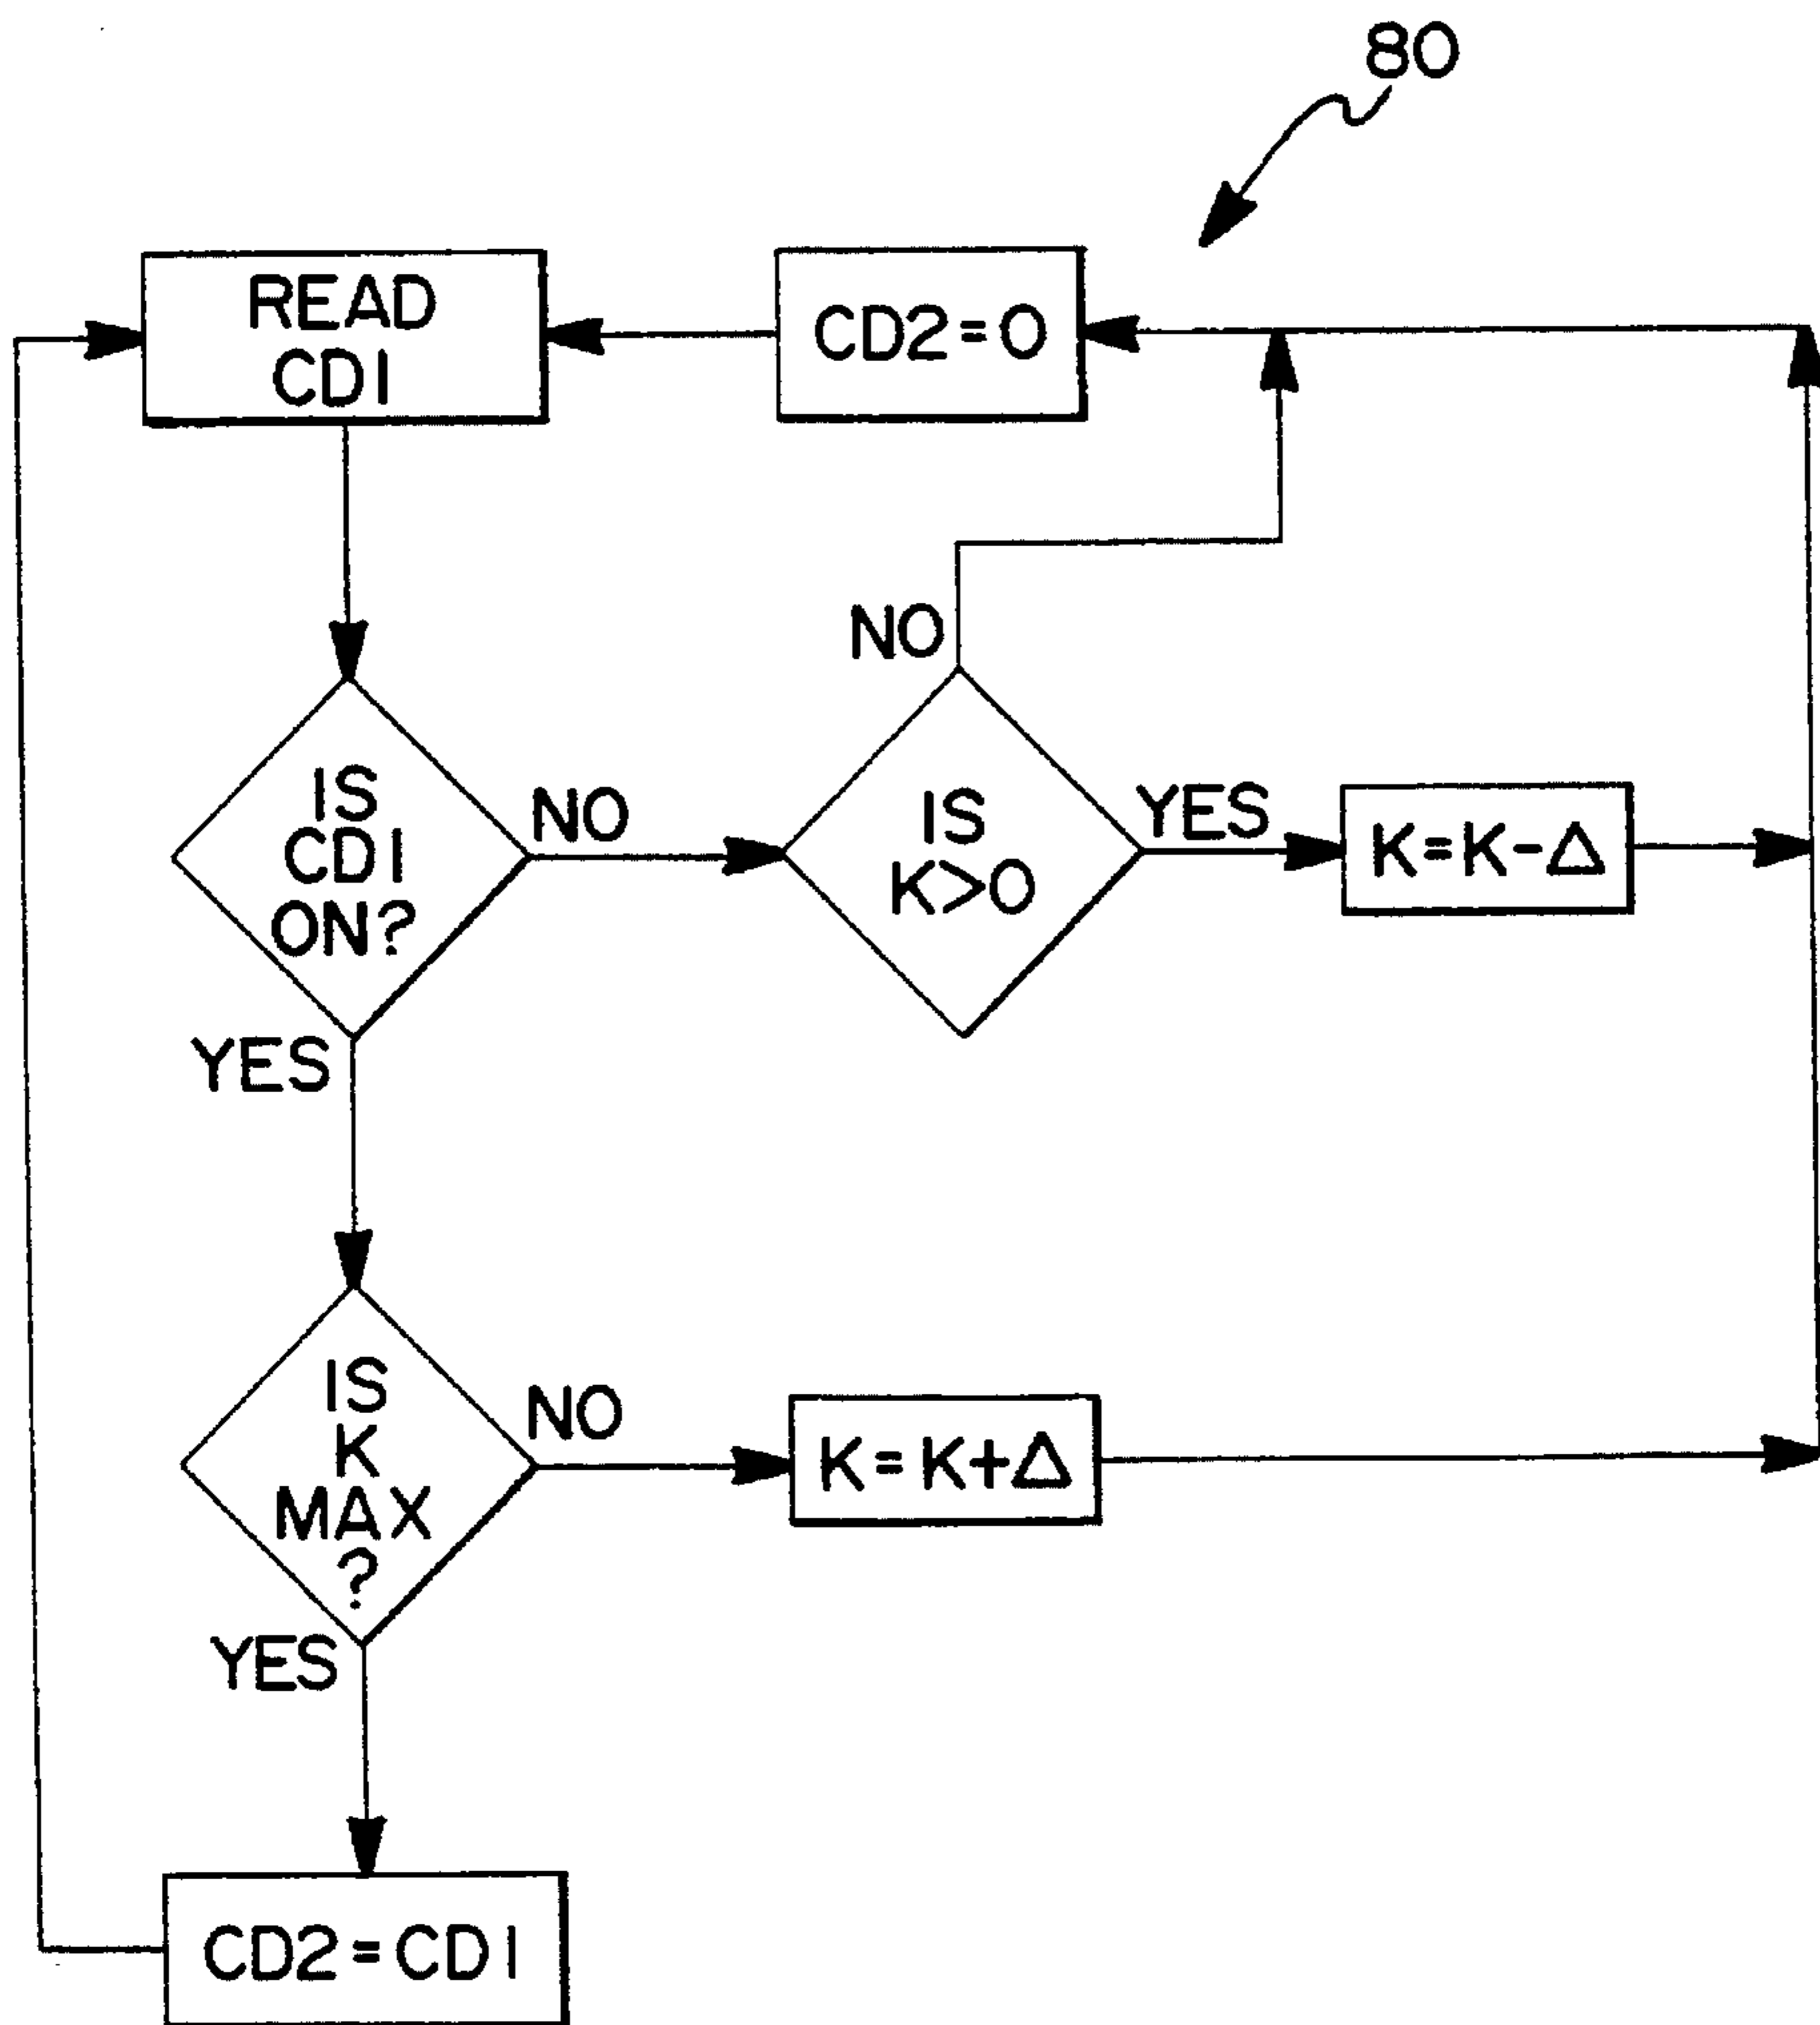 80
READ
CD1
CD2=0
NO
IS
CD1
ON?
NO
IS
K>0
YES
K=K-Δ
YES
IS
K
MAX
?
NO
K=K+Δ
YES
CD2=CD1